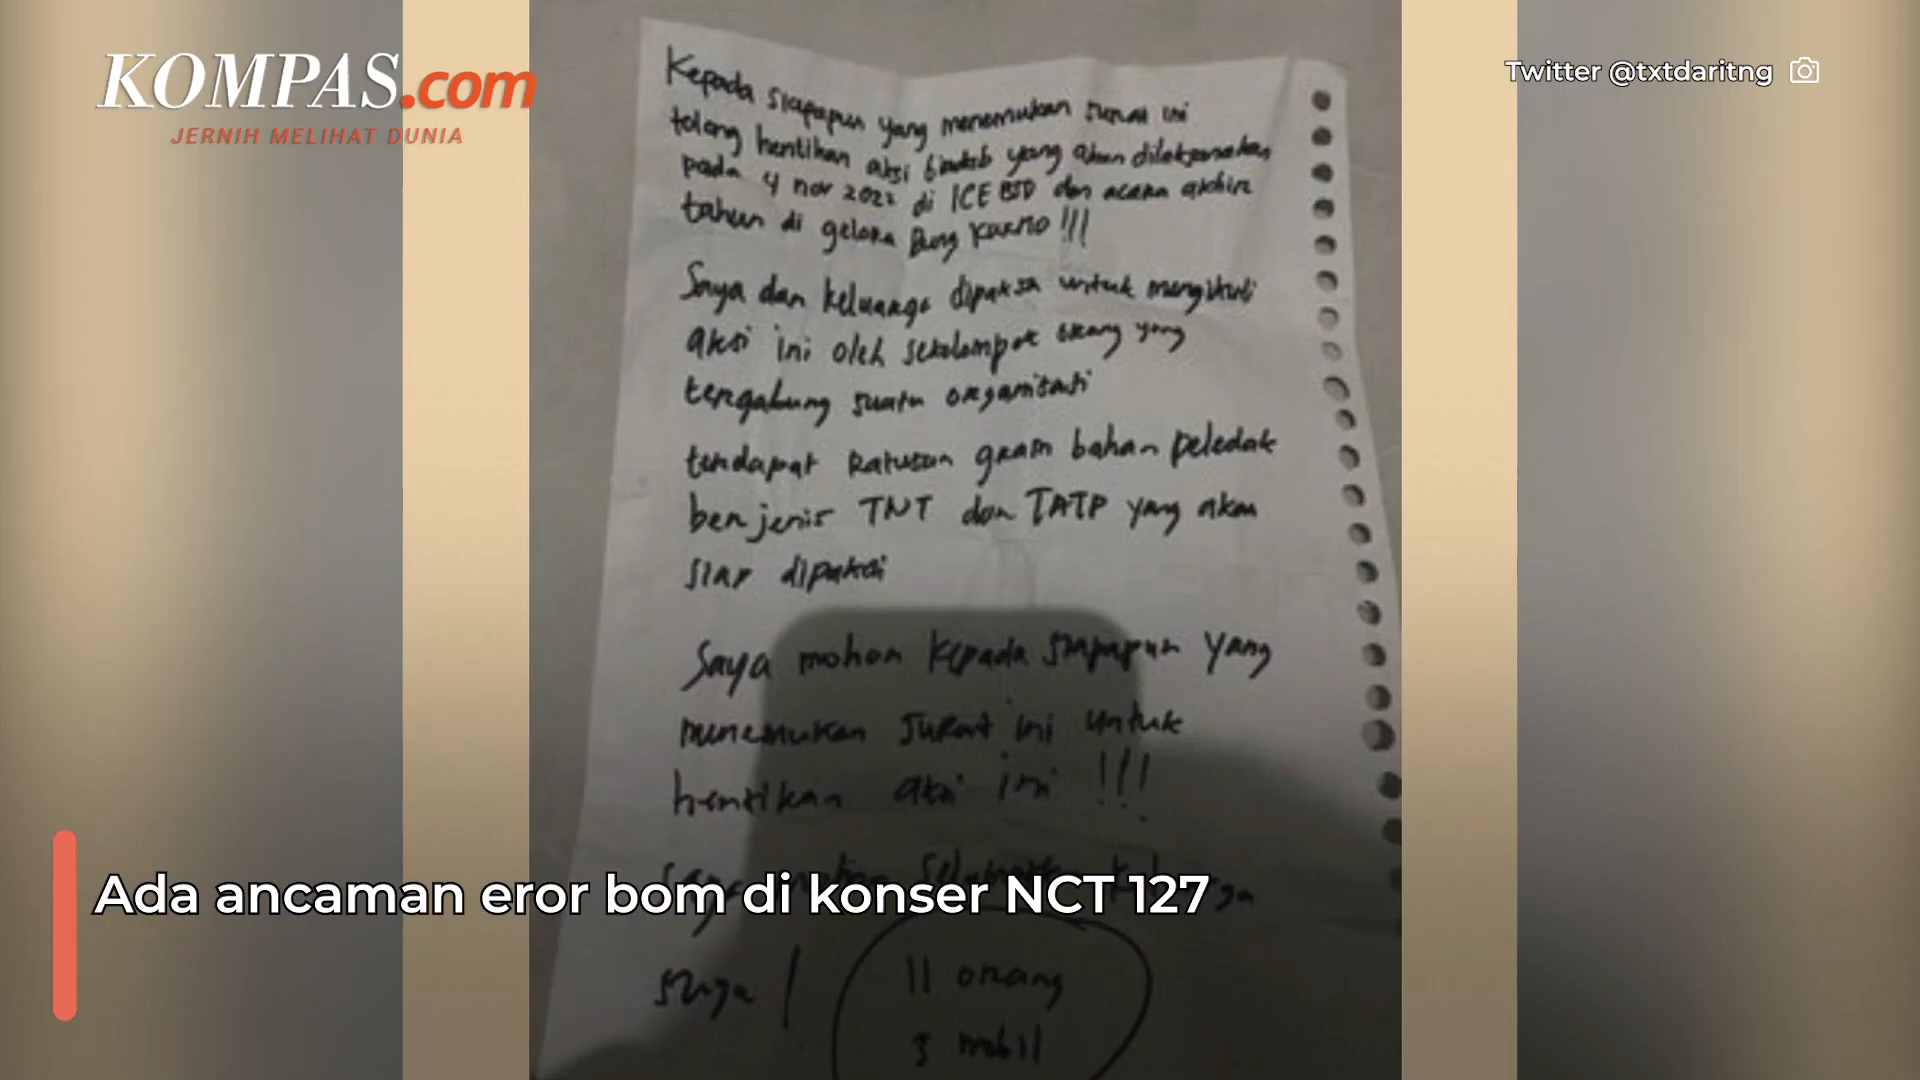 KOMPAS.com
JERNIH MELIHAT DUNIA
Twitter @txtdaritng
Kepada siapapun yang menemukan surat ini
tolong hentikan aksi yang akan dilaksanakan
pada 4 nov 2022 di ICE BSD dan acara akhir
tahun di gelora Bung Karno !!!
Saya dan keluarga dipaksa untuk mengikuti
aksi ini oleh sekelompok orang yang
tergabung suatu organisasi
terdapat Ratusan gram bahan peledak
berjenis TNT dan TATP yang akan
siap dipakai
Saya mohon kepada siapapun yang
menemukan surat ini untuk
hentikan aksi ini !!!
Ada ancaman eror bom di konser NCT 127
saya !
11 orang
3 mobil